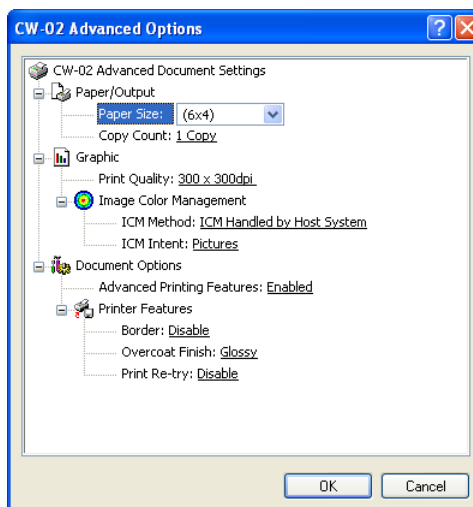 CW-02 Advanced Options
CW-02 Advanced Document Settings
Paper/Output
Paper Size: (6x4)
Copy Count: 1 Copy
Graphic
Print Quality: 300 x 300dpi
Image Color Management
ICM Method: ICM Handled by Host System
ICM Intent: Pictures
Document Options
Advanced Printing Features: Enabled
Printer Features
Border: Disable
Overcoat Finish: Glossy
Print Re-try: Disable
OK Cancel